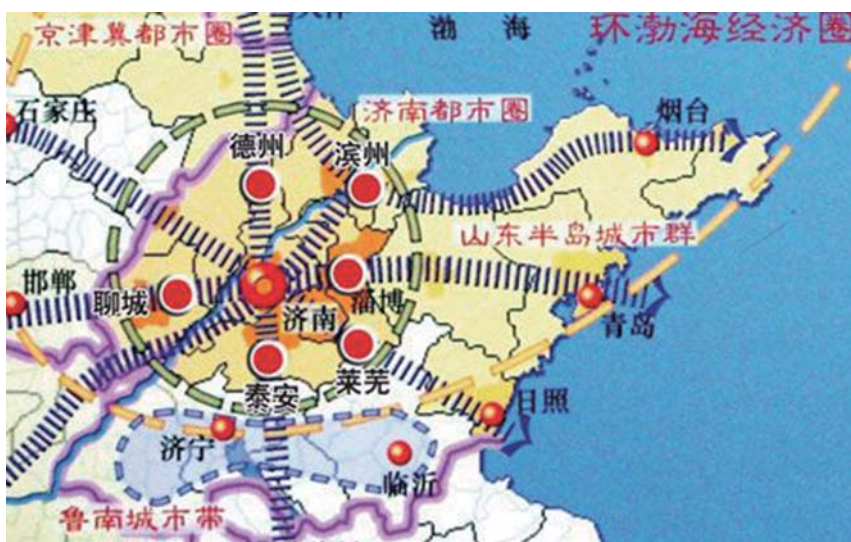 天津
京津冀都市圈
渤海
环渤海经济圈
石家庄
济南都市圈
烟台
德州
滨州
山东半岛城市群
邯郸
聊城
济南
淄博
青岛
泰安
莱芜
日照
济宁
临沂
鲁南城市带